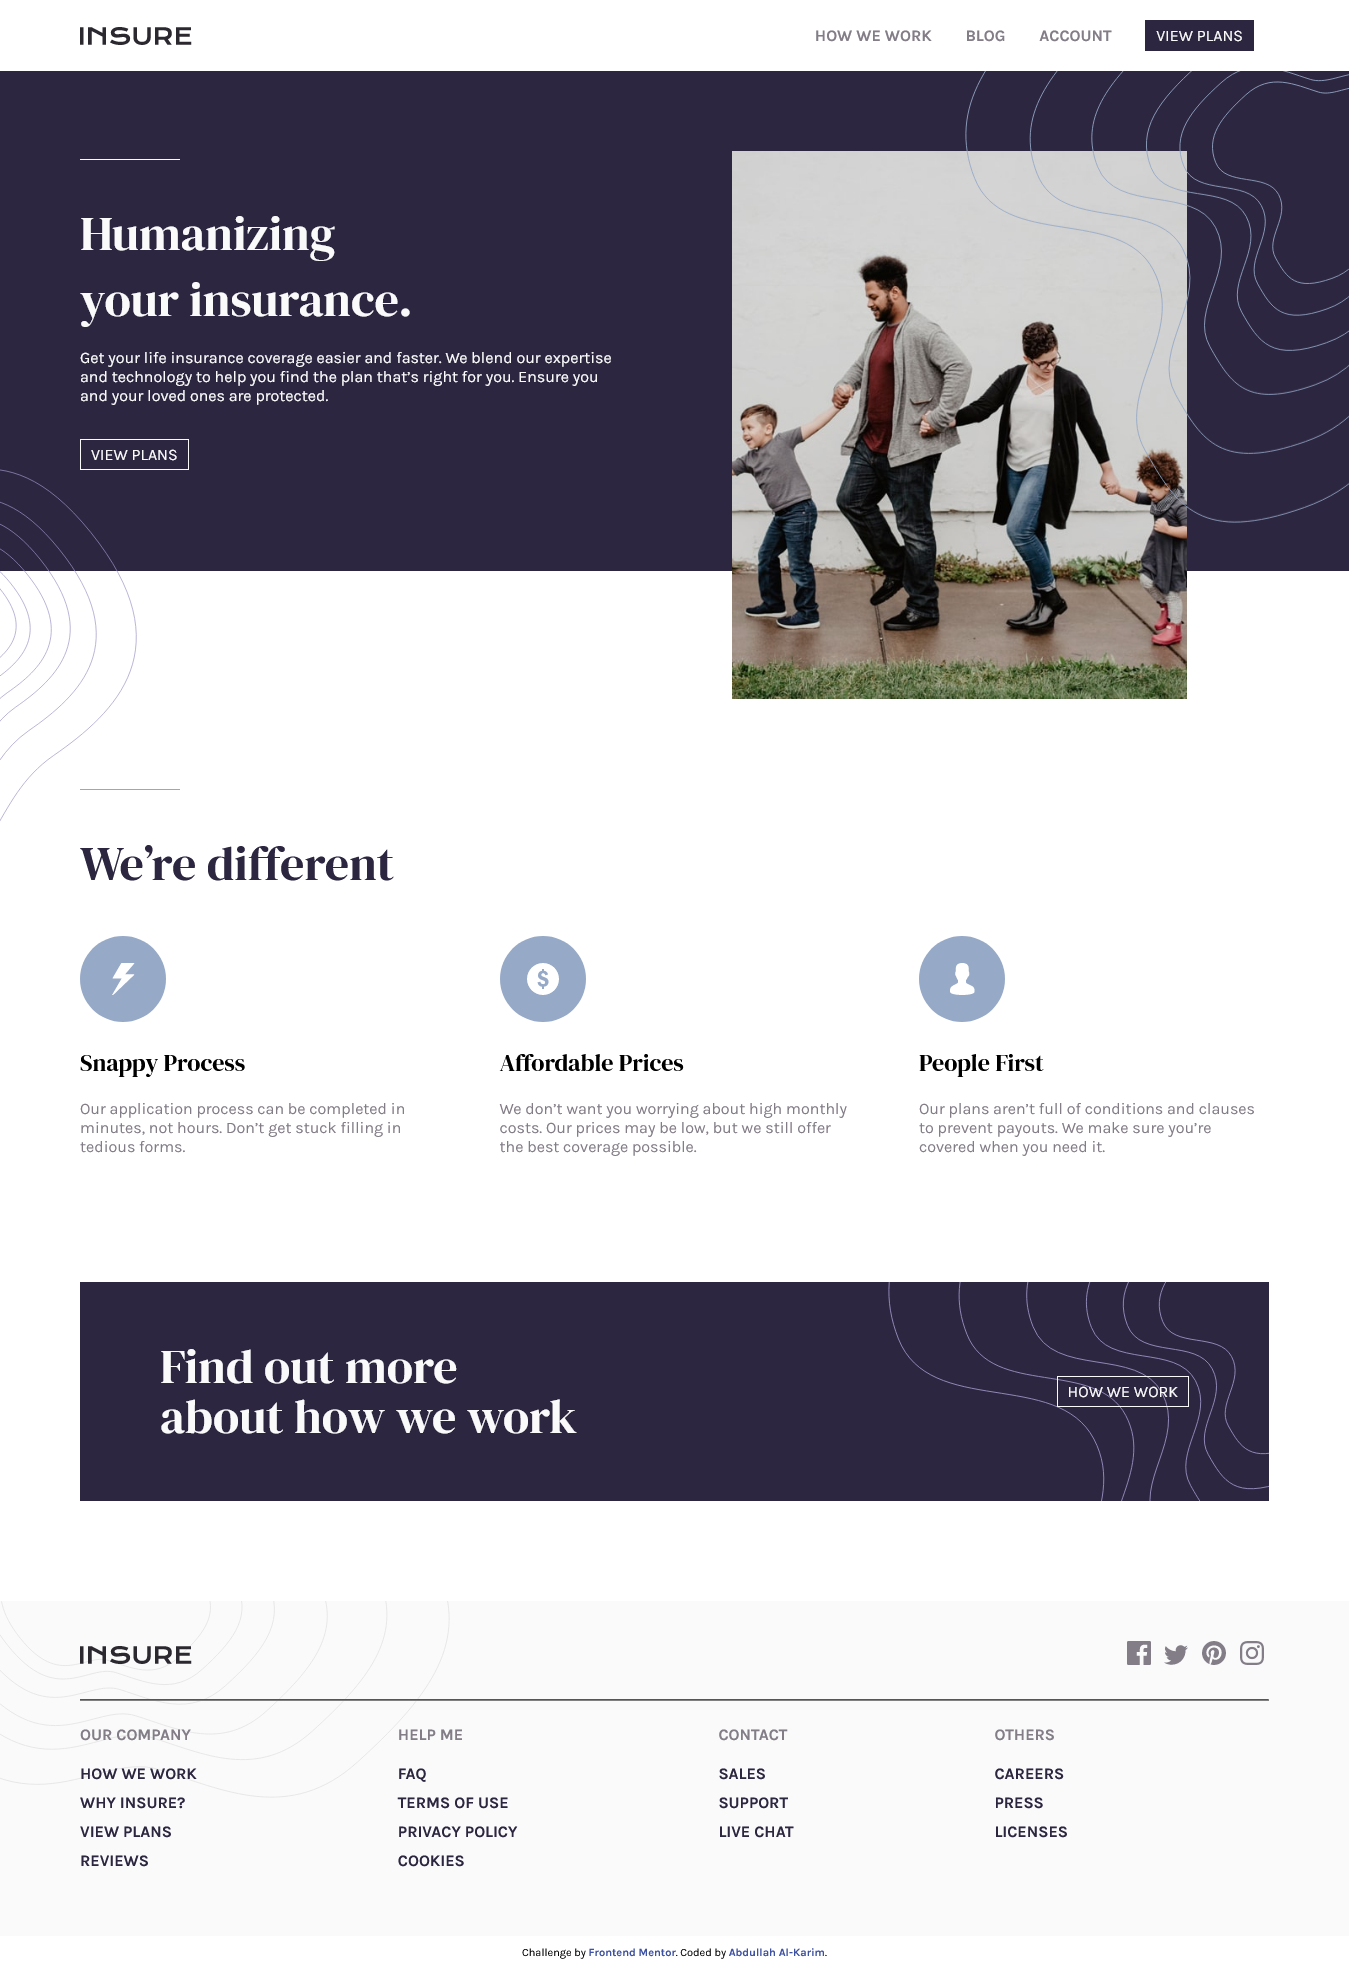 INSURE
HOW WE WORK
BLOG
ACCOUNT
VIEW PLANS
Humanizing
your insurance.
Get your life insurance coverage easier and faster. We blend our expertise
and technology to help you find the plan that’s right for you. Ensure you
and your loved ones are protected.
VIEW PLANS
We’re different
Snappy Process
Our application process can be completed in
minutes, not hours. Don’t get stuck filling in
tedious forms.
Affordable Prices
We don’t want you worrying about high monthly
costs. Our prices may be low, but we still offer
the best coverage possible.
People First
Our plans aren’t full of conditions and clauses
to prevent payouts. We make sure you’re
covered when you need it.
Find out more
about how we work
HOW WE WORK
INSURE
OUR COMPANY
HOW WE WORK
WHY INSURE?
VIEW PLANS
REVIEWS
HELP ME
FAQ
TERMS OF USE
PRIVACY POLICY
COOKIES
CONTACT
SALES
SUPPORT
LIVE CHAT
OTHERS
CAREERS
PRESS
LICENSES
Challenge by Frontend Mentor. Coded by Abdullah Al-Karim.